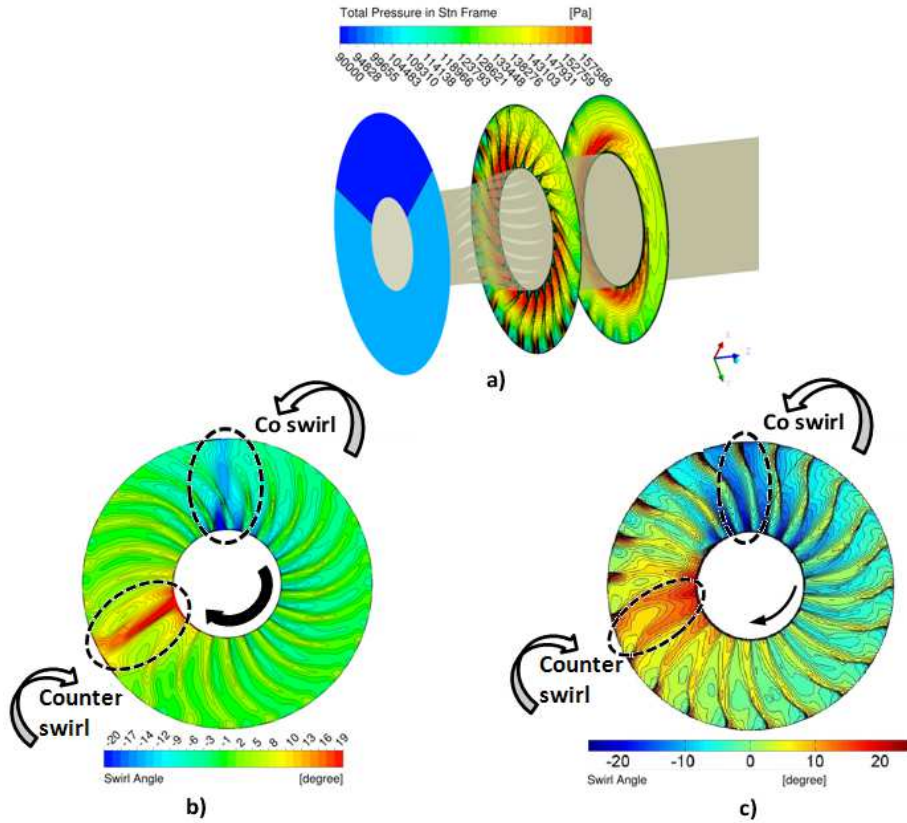 Total Pressure in Stn Frame [Pa]
90000 94828 99655 104483 109310 114138 118966 123793 128621 133448 138276 143103 147931 152759 157586
a)
Co swirl
Co swirl
Counter
swirl
Counter
swirl
-20 -17 -14 -12 -9 -6 -3 -1 2 5 8 10 13 16 19
Swirl Angle [degree]
-20 -10 0 10 20
Swirl Angle [degree]
b)
c)